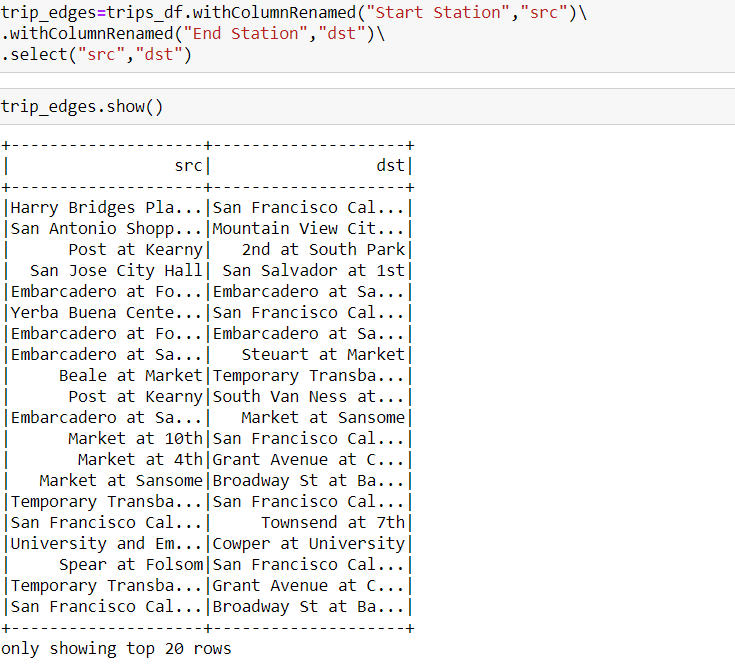 trip_edges=trips_df.withColumnRenamed("Start Station","src")\
.withColumnRenamed("End Station","dst")\
.select("src","dst")
trip_edges.show()
+--------------------+--------------------+
|                 src|                 dst|
+--------------------+--------------------+
|Harry Bridges Pla...|San Francisco Cal...|
|San Antonio Shopp...|Mountain View Cit...|
|      Post at Kearny|   2nd at South Park|
|  San Jose City Hall| San Salvador at 1st|
|Embarcadero at Fo...|Embarcadero at Sa...|
|Yerba Buena Cente...|San Francisco Cal...|
|Embarcadero at Fo...|Embarcadero at Sa...|
|Embarcadero at Sa...|   Steuart at Market|
|     Beale at Market|Temporary Transba...|
|      Post at Kearny|South Van Ness at...|
|Embarcadero at Sa...|   Market at Sansome|
|      Market at 10th|San Francisco Cal...|
|       Market at 4th|Grant Avenue at C...|
|   Market at Sansome|Broadway St at Ba...|
|Temporary Transba...|San Francisco Cal...|
|San Francisco Cal...|     Townsend at 7th|
|University and Em...|Cowper at University|
|     Spear at Folsom|San Francisco Cal...|
|Temporary Transba...|Grant Avenue at C...|
|San Francisco Cal...|Broadway St at Ba...|
+--------------------+--------------------+
only showing top 20 rows